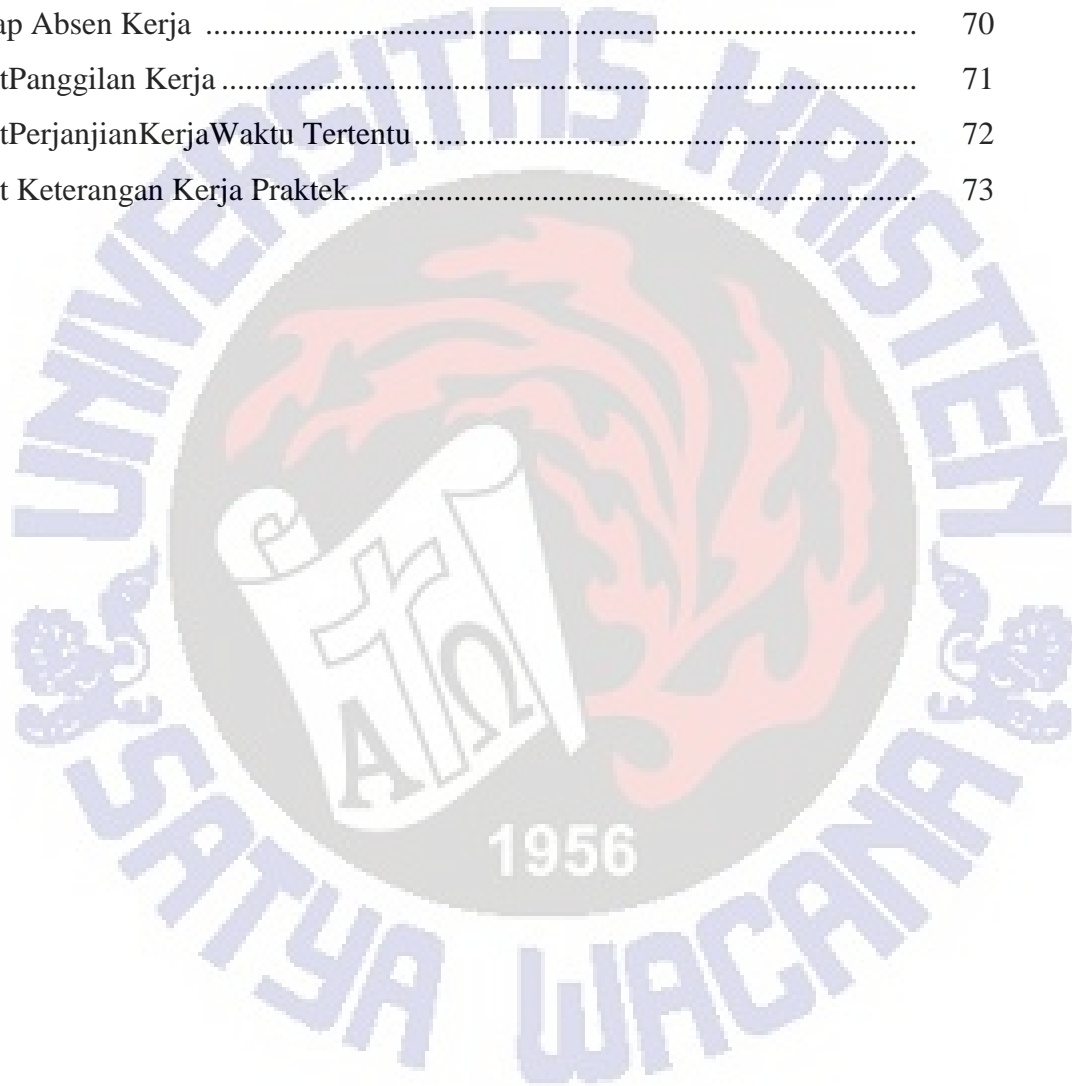 ap Absen Kerja ........................................................................................ 70
tPanggilan Kerja ...................................................................................... 71
tPerjanjianKerjaWaktu Tertentu.............................................................. 72
t Keterangan Kerja Praktek...................................................................... 73
UNIVERSITAS KRISTEN
SATYA WACANA
Α Ω
1956